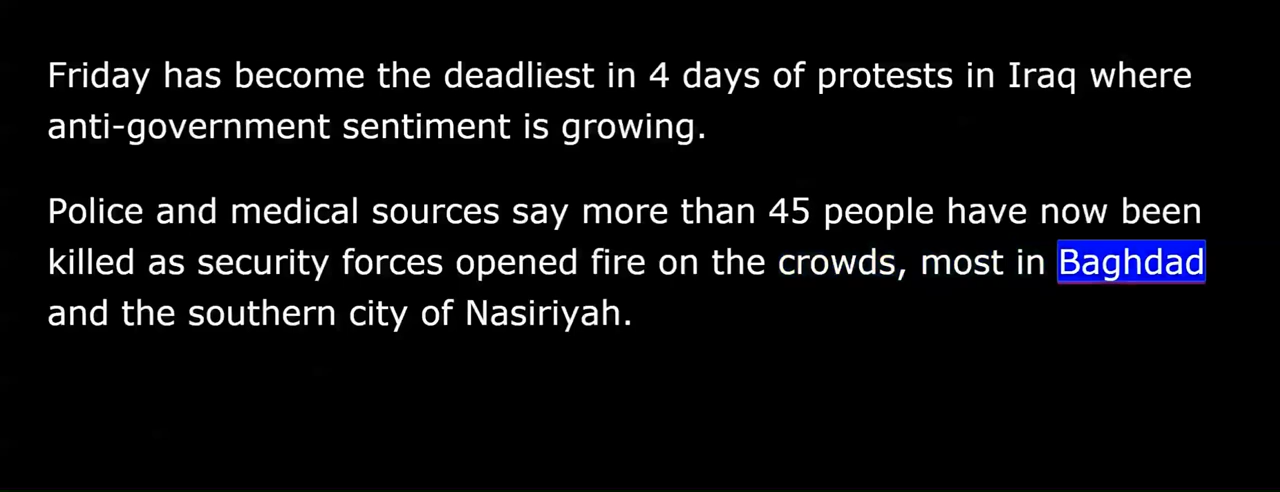 Friday has become the deadliest in 4 days of protests in Iraq where
anti-government sentiment is growing.
Police and medical sources say more than 45 people have now been
killed as security forces opened fire on the crowds, most in Baghdad
and the southern city of Nasiriyah.